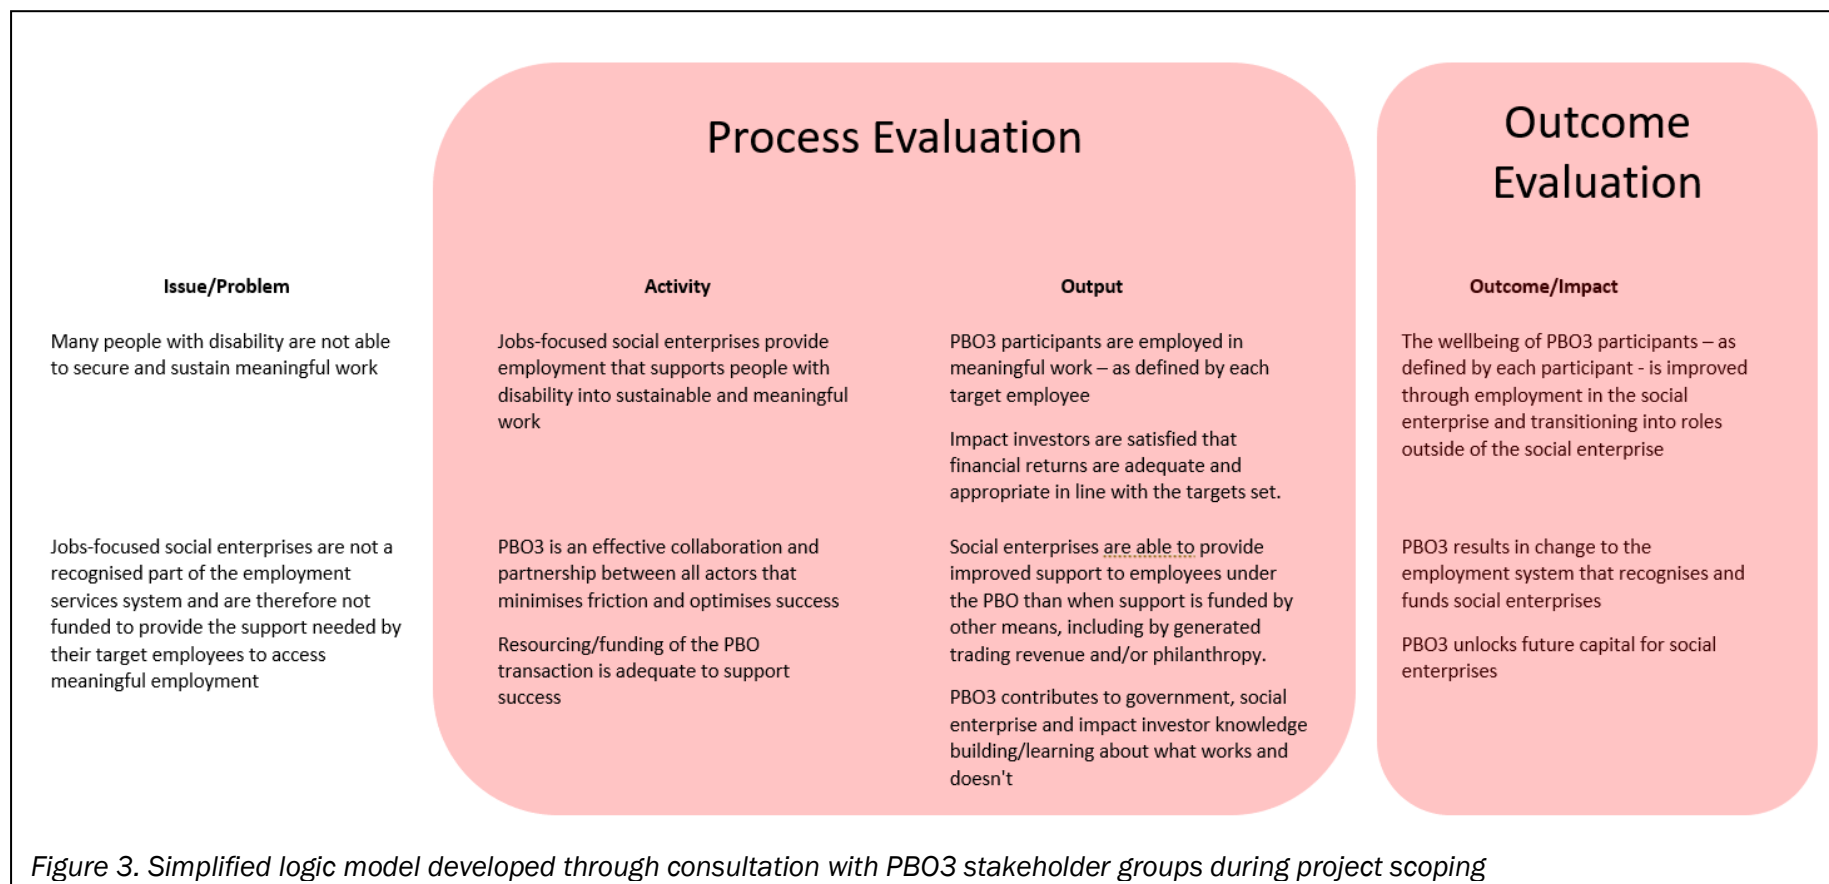 Process Evaluation
Outcome
Evaluation
Issue/Problem
Many people with disability are not able
to secure and sustain meaningful work
Jobs-focused social enterprises are not a
recognised part of the employment
services system and are therefore not
funded to provide the support needed by
their target employees to access
meaningful employment
Activity
Jobs-focused social enterprises provide
employment that supports people with
disability into sustainable and meaningful
work
PBO3 is an effective collaboration and
partnership between all actors that
minimises friction and optimises success
Resourcing/funding of the PBO
transaction is adequate to support
success
Output
PBO3 participants are employed in
meaningful work – as defined by each
target employee
Impact investors are satisfied that
financial returns are adequate and
appropriate in line with the targets set.
Social enterprises are able to provide
improved support to employees under
the PBO than when support is funded by
other means, including by generated
trading revenue and/or philanthropy.
PBO3 contributes to government, social
enterprise and impact investor knowledge
building/learning about what works and
doesn't
Outcome/Impact
The wellbeing of PBO3 participants – as
defined by each participant - is improved
through employment in the social
enterprise and transitioning into roles
outside of the social enterprise
PBO3 results in change to the
employment system that recognises and
funds social enterprises
PBO3 unlocks future capital for social
enterprises
Figure 3. Simplified logic model developed through consultation with PBO3 stakeholder groups during project scoping